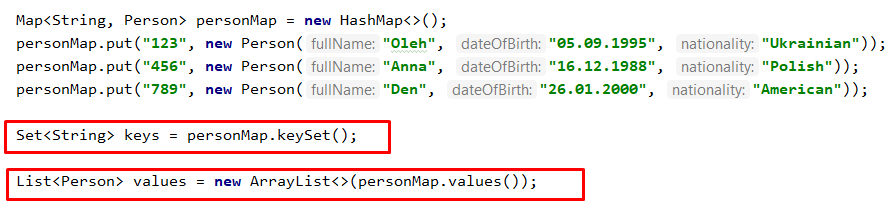 Map<String, Person> personMap = new HashMap<>();
personMap.put("123", new Person( fullName: "Oleh", dateOfBirth: "05.09.1995", nationality: "Ukrainian"));
personMap.put("456", new Person( fullName: "Anna", dateOfBirth: "16.12.1988", nationality: "Polish"));
personMap.put("789", new Person( fullName: "Den", dateOfBirth: "26.01.2000", nationality: "American"));
Set<String> keys = personMap.keySet();
List<Person> values = new ArrayList<>(personMap.values());